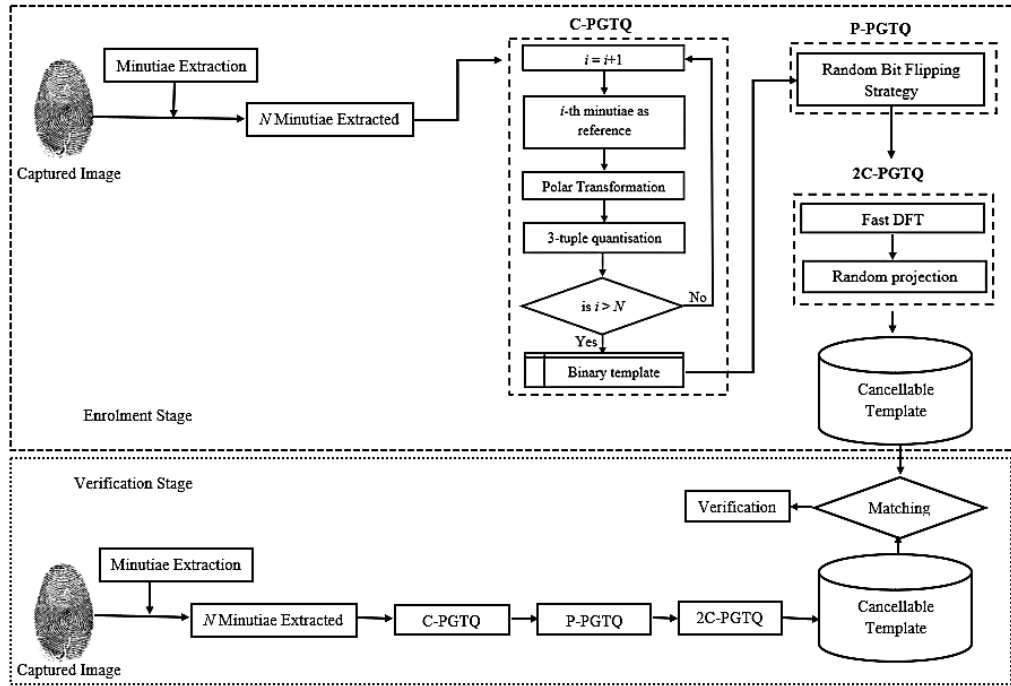 C-PGTQ
P-PGTQ
Minutiae Extraction
i = i+1
Random Bit Flipping
Strategy
N Minutiae Extracted
i-th minutiae as
reference
Captured Image
2C-PGTQ
Polar Transformation
Fast DFT
3-tuple quantisation
Random projection
is i > N
No
Yes
Binary template
Cancellable
Template
Enrolment Stage
Verification Stage
Verification
Matching
Minutiae Extraction
N Minutiae Extracted
C-PGTQ
P-PGTQ
2C-PGTQ
Cancellable
Template
Captured Image